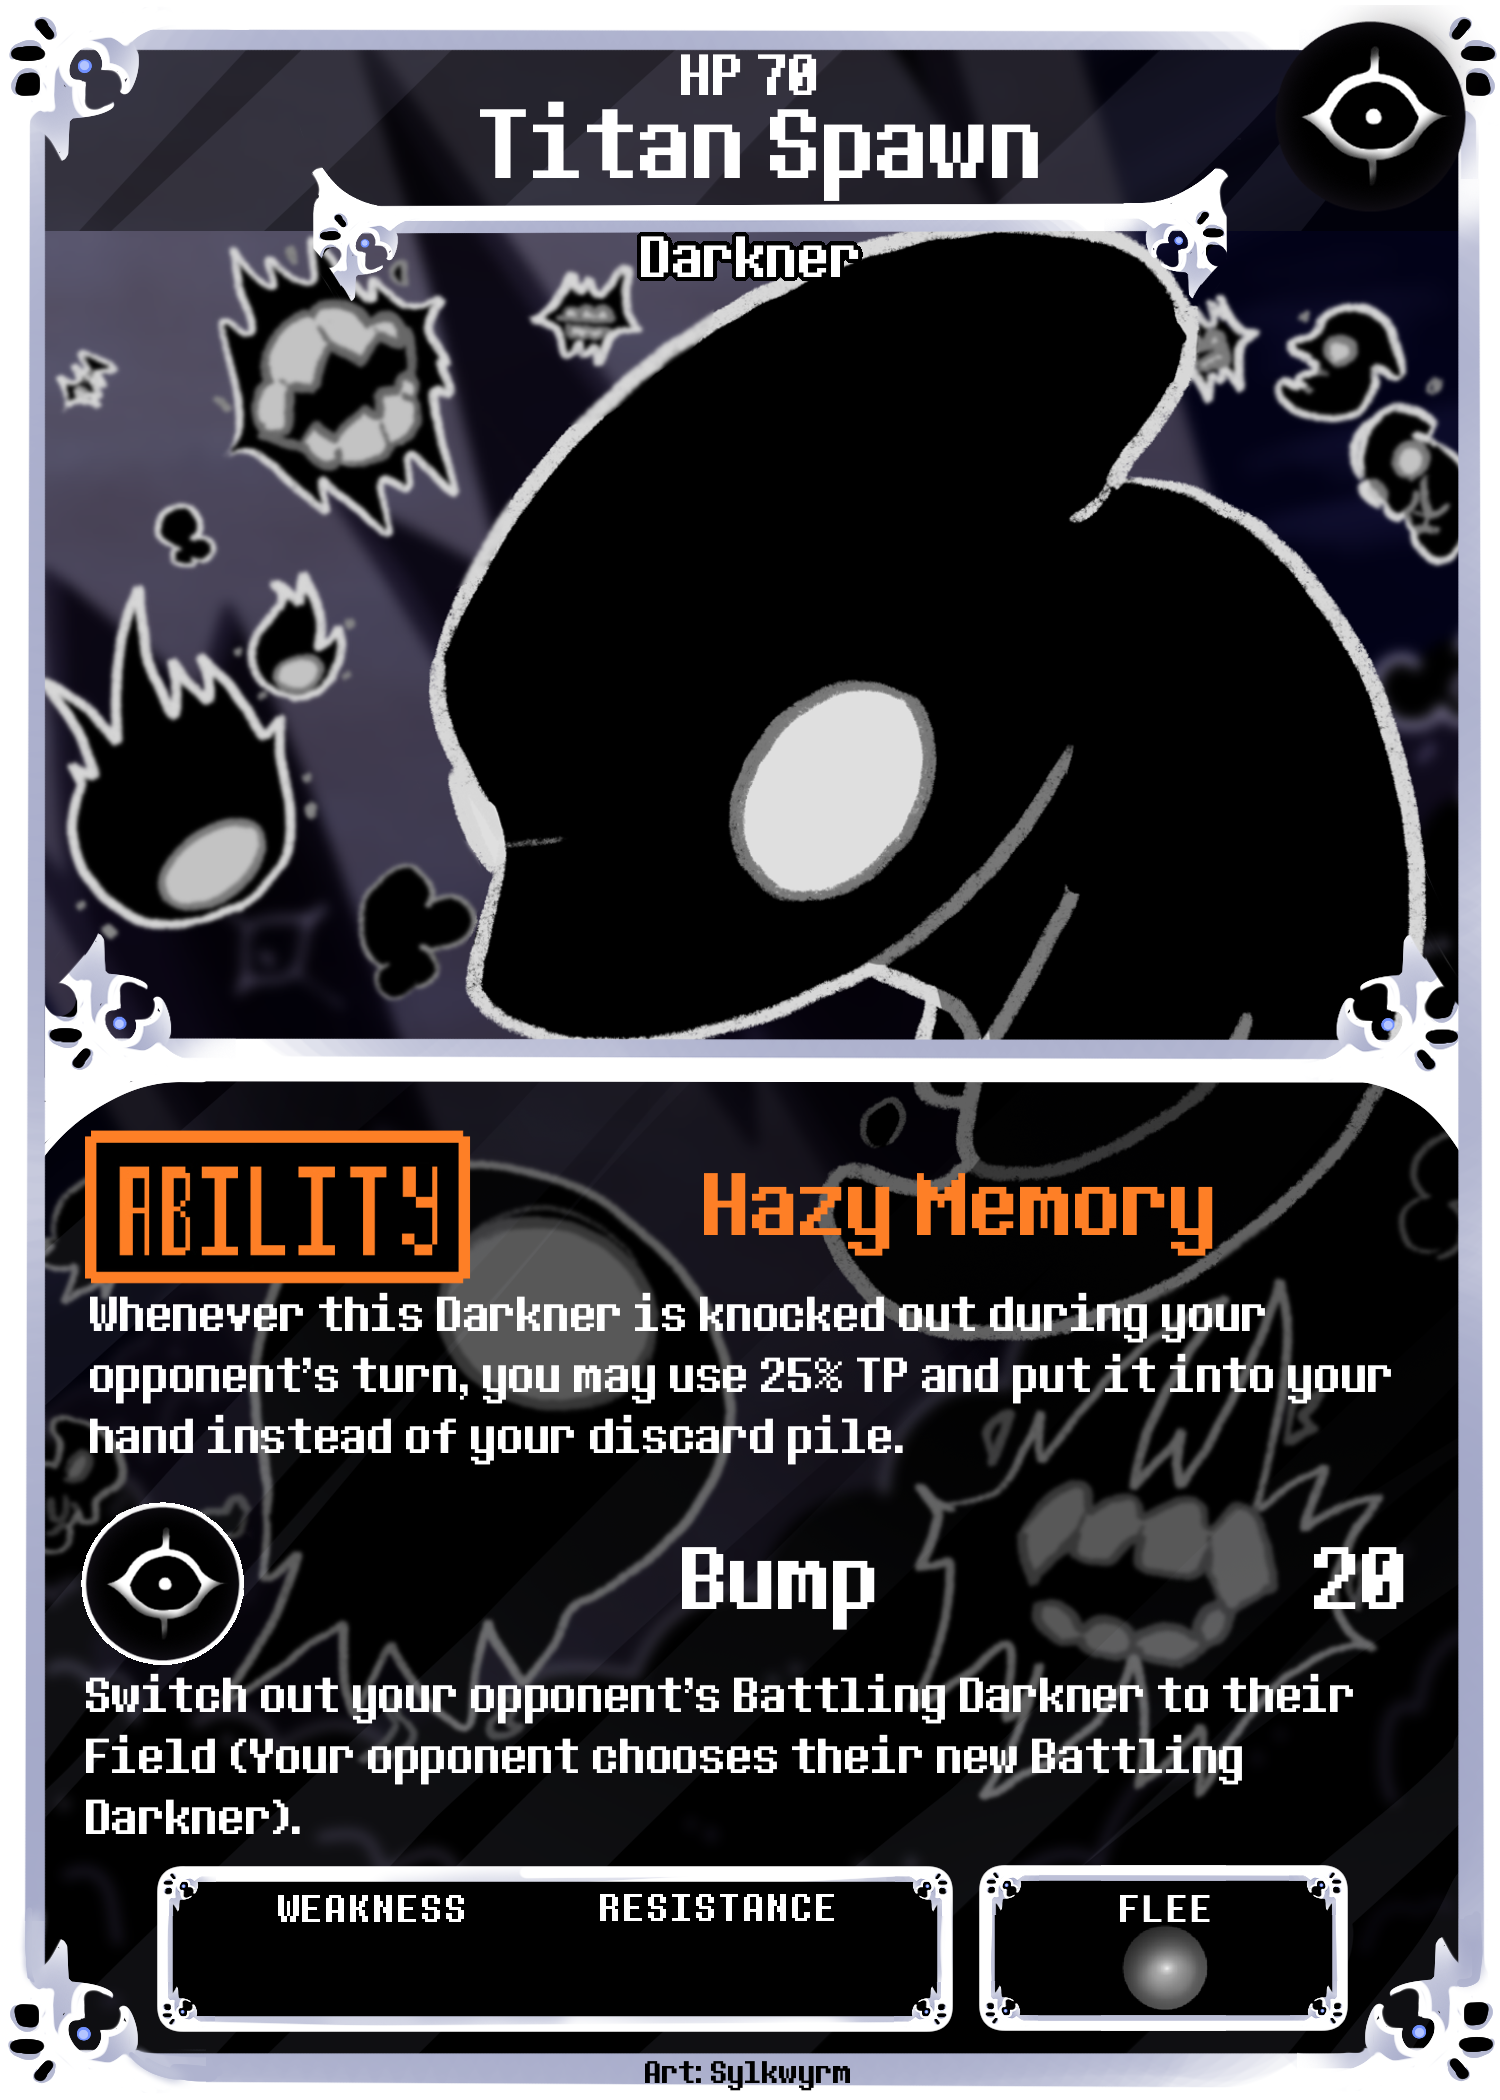 HP 70
Titan Spawn
Darkner
ABILITY
Hazy Memory
Whenever this Darkner is knocked out during your
opponent's turn, you may use 25% TP and put it into your
hand instead of your discard pile.
Bump
20
Switch out your opponent's Battling Darkner to their
Field (Your opponent chooses their new Battling
Darkner).
WEAKNESS
RESISTANCE
FLEE
Art: Sylkwyrm